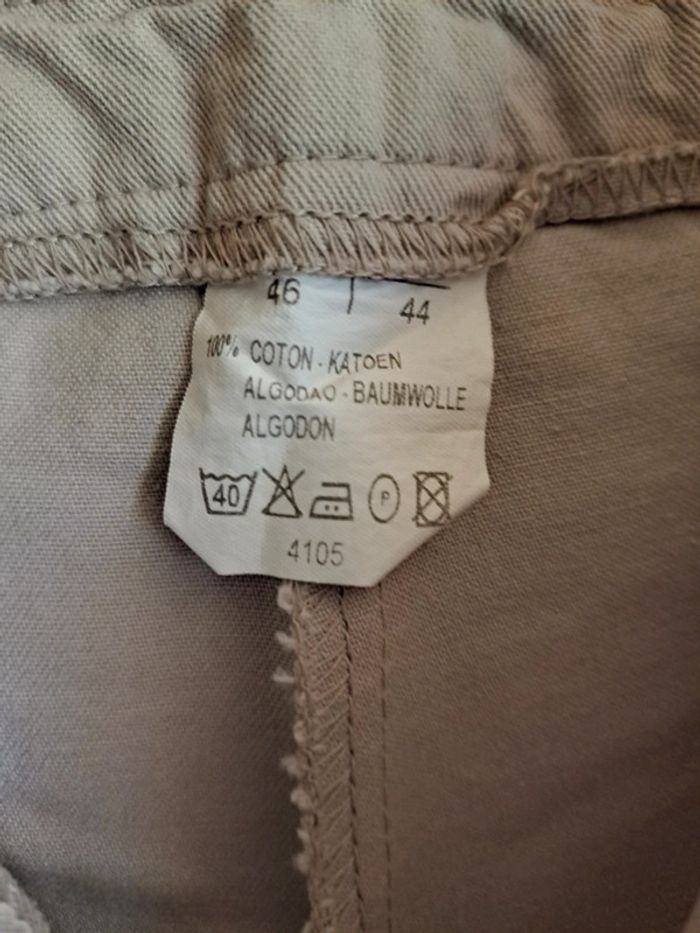 46 44
100% COTON - KATOEN
ALGODAO - BAUMWOLLE
ALGODON
40 P
4105